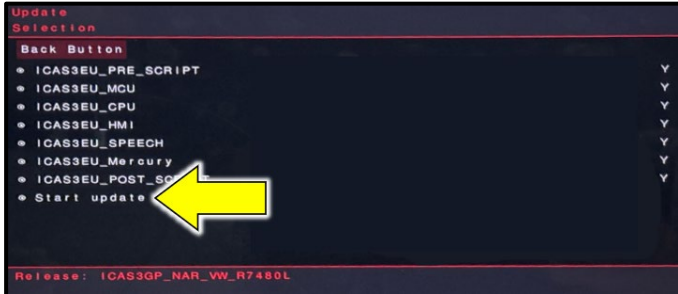 Update
Selection
Back Button
ICAS3EU_PRE_SCRIPT Y
ICAS3EU_MCU Y
ICAS3EU_CPU Y
ICAS3EU_HMI Y
ICAS3EU_SPEECH Y
ICAS3EU_Mercury Y
ICAS3EU_POST_SC Y
Start update
Release: ICAS3GP_NAR_VW_R7480L